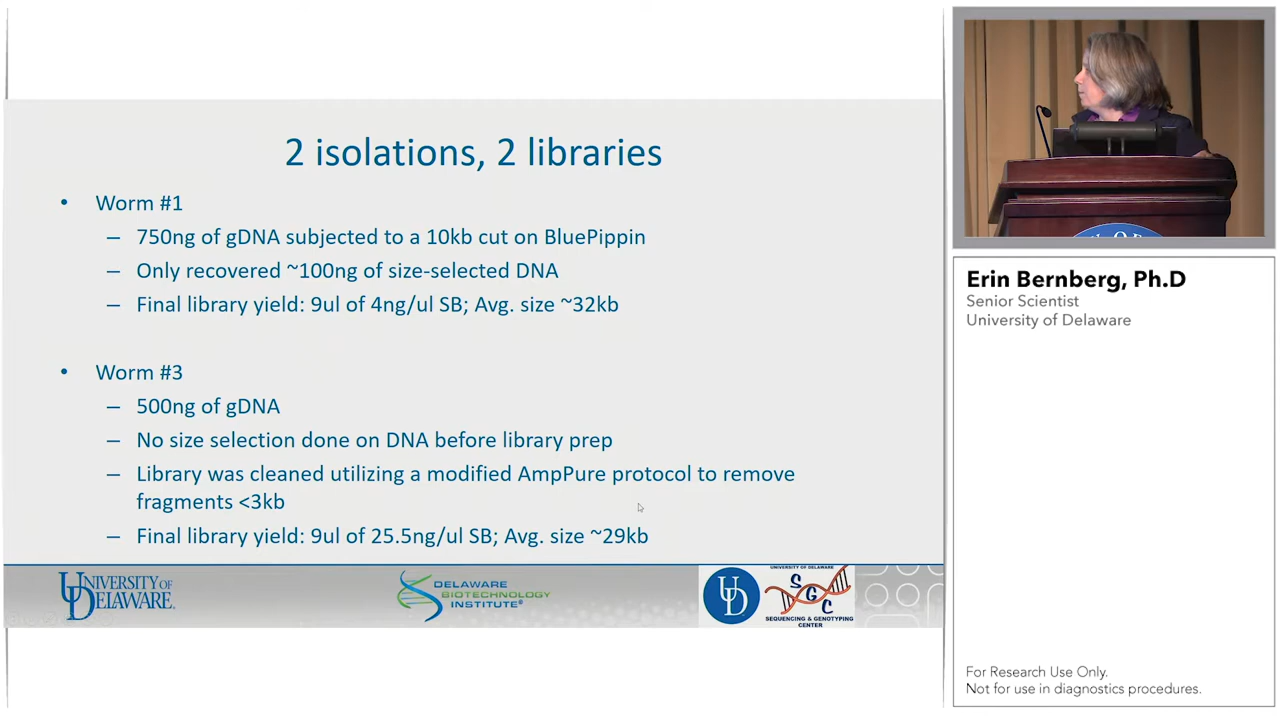 2 isolations, 2 libraries
• Worm #1
– 750ng of gDNA subjected to a 10kb cut on BluePippin
– Only recovered ~100ng of size-selected DNA
– Final library yield: 9ul of 4ng/ul SB; Avg. size ~32kb
• Worm #3
– 500ng of gDNA
– No size selection done on DNA before library prep
– Library was cleaned utilizing a modified AmpPure protocol to remove
fragments <3kb
– Final library yield: 9ul of 25.5ng/ul SB; Avg. size ~29kb
UNIVERSITY OF
DELAWARE.
DELAWARE
BIOTECHNOLOGY
INSTITUTE®
UD
UNIVERSITY OF DELAWARE
SGC
SEQUENCING & GENOTYPING
CENTER
Erin Bernberg, Ph.D
Senior Scientist
University of Delaware
For Research Use Only.
Not for use in diagnostics procedures.